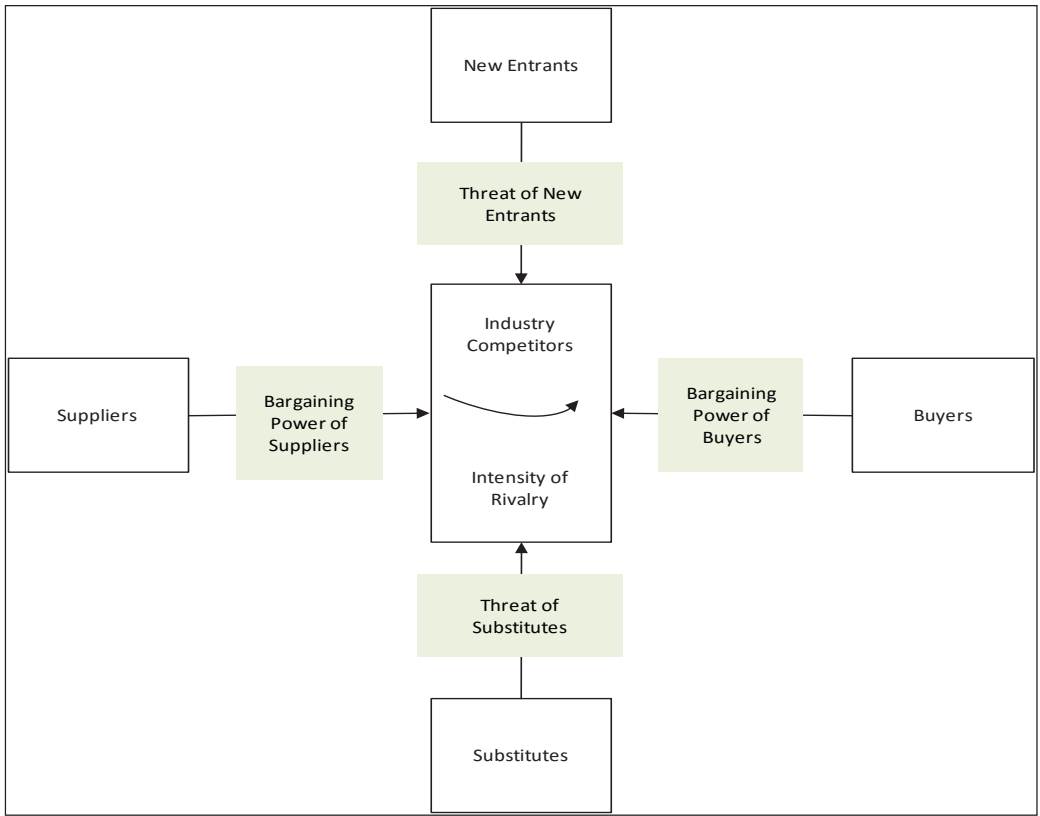 New Entrants
Threat of New
Entrants
Industry
Competitors
Suppliers
Bargaining
Power of
Suppliers
Bargaining
Power of
Buyers
Buyers
Intensity of
Rivalry
Threat of
Substitutes
Substitutes